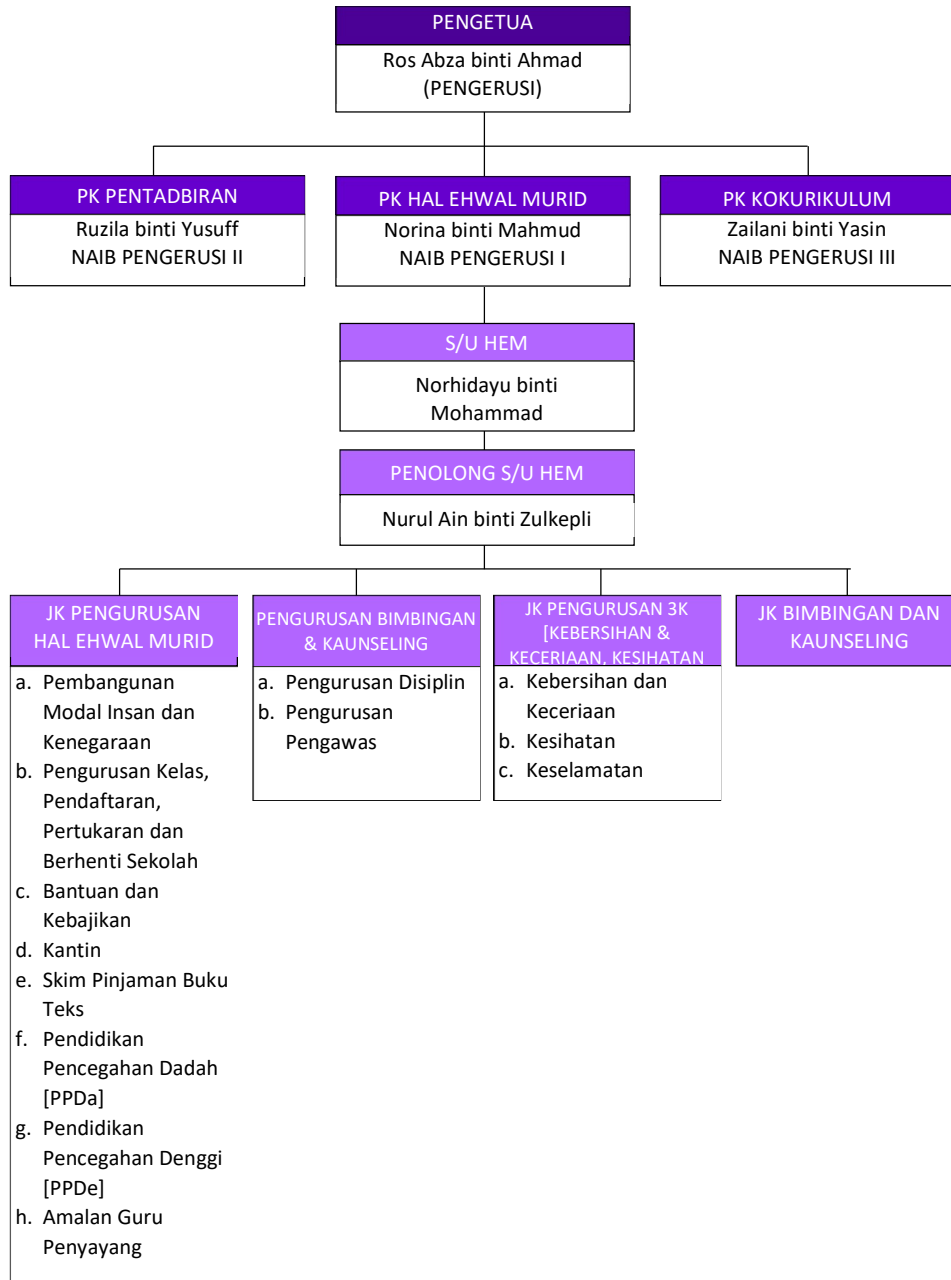 PENGETUA
Ros Abza binti Ahmad
(PENGERUSI)
PK PENTADBIRAN
Ruzila binti Yusuff
NAIB PENGERUSI II
PK HAL EHWAL MURID
Norina binti Mahmud
NAIB PENGERUSI I
PK KOKURIKULUM
Zailani binti Yasin
NAIB PENGERUSI III
S/U HEM
Norhidayu binti
Mohammad
PENOLONG S/U HEM
Nurul Ain binti Zulkepli
JK PENGURUSAN
HAL EHWAL MURID
a. Pembangunan
Modal Insan dan
Kenegaraan
b. Pengurusan Kelas,
Pendaftaran,
Pertukaran dan
Berhenti Sekolah
c. Bantuan dan
Kebajikan
d. Kantin
e. Skim Pinjaman Buku
Teks
f. Pendidikan
Pencegahan Dadah
[PPDa]
g. Pendidikan
Pencegahan Denggi
[PPDe]
h. Amalan Guru
Penyayang
PENGURUSAN BIMBINGAN
& KAUNSELING
a. Pengurusan Disiplin
b. Pengurusan
Pengawas
JK PENGURUSAN 3K
[KEBERSIHAN &
KECERIAAN, KESIHATAN
a. Kebersihan dan
Keceriaan
b. Kesihatan
c. Keselamatan
JK BIMBINGAN DAN
KAUNSELING